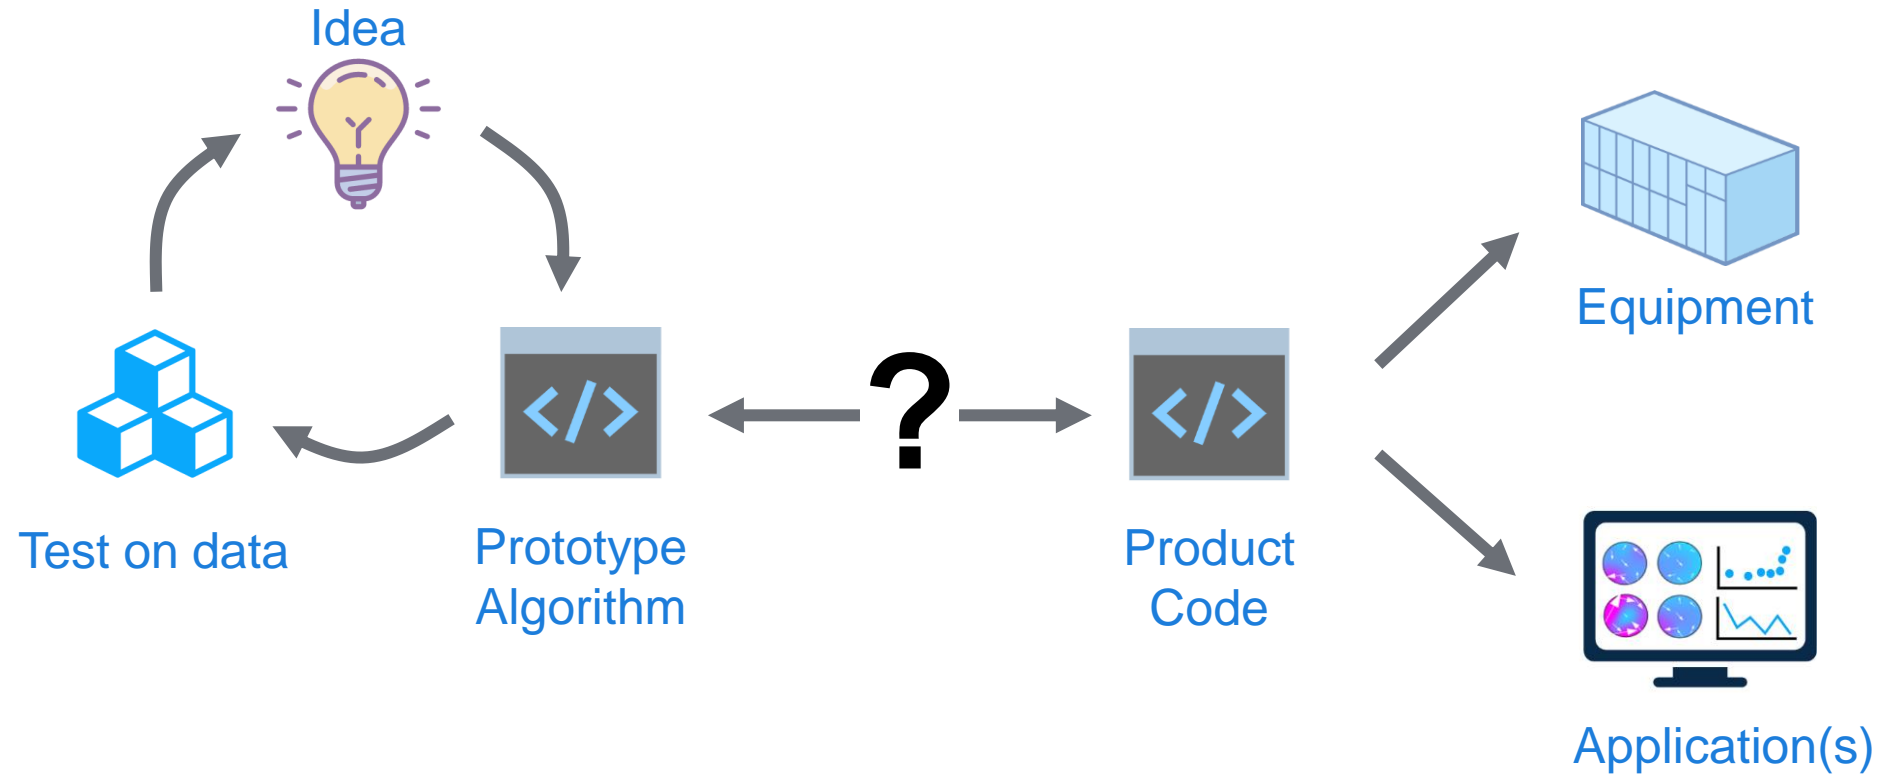 Idea
Test on data
Prototype
Algorithm
</>
?
Product
Code
</>
Equipment
Application(s)